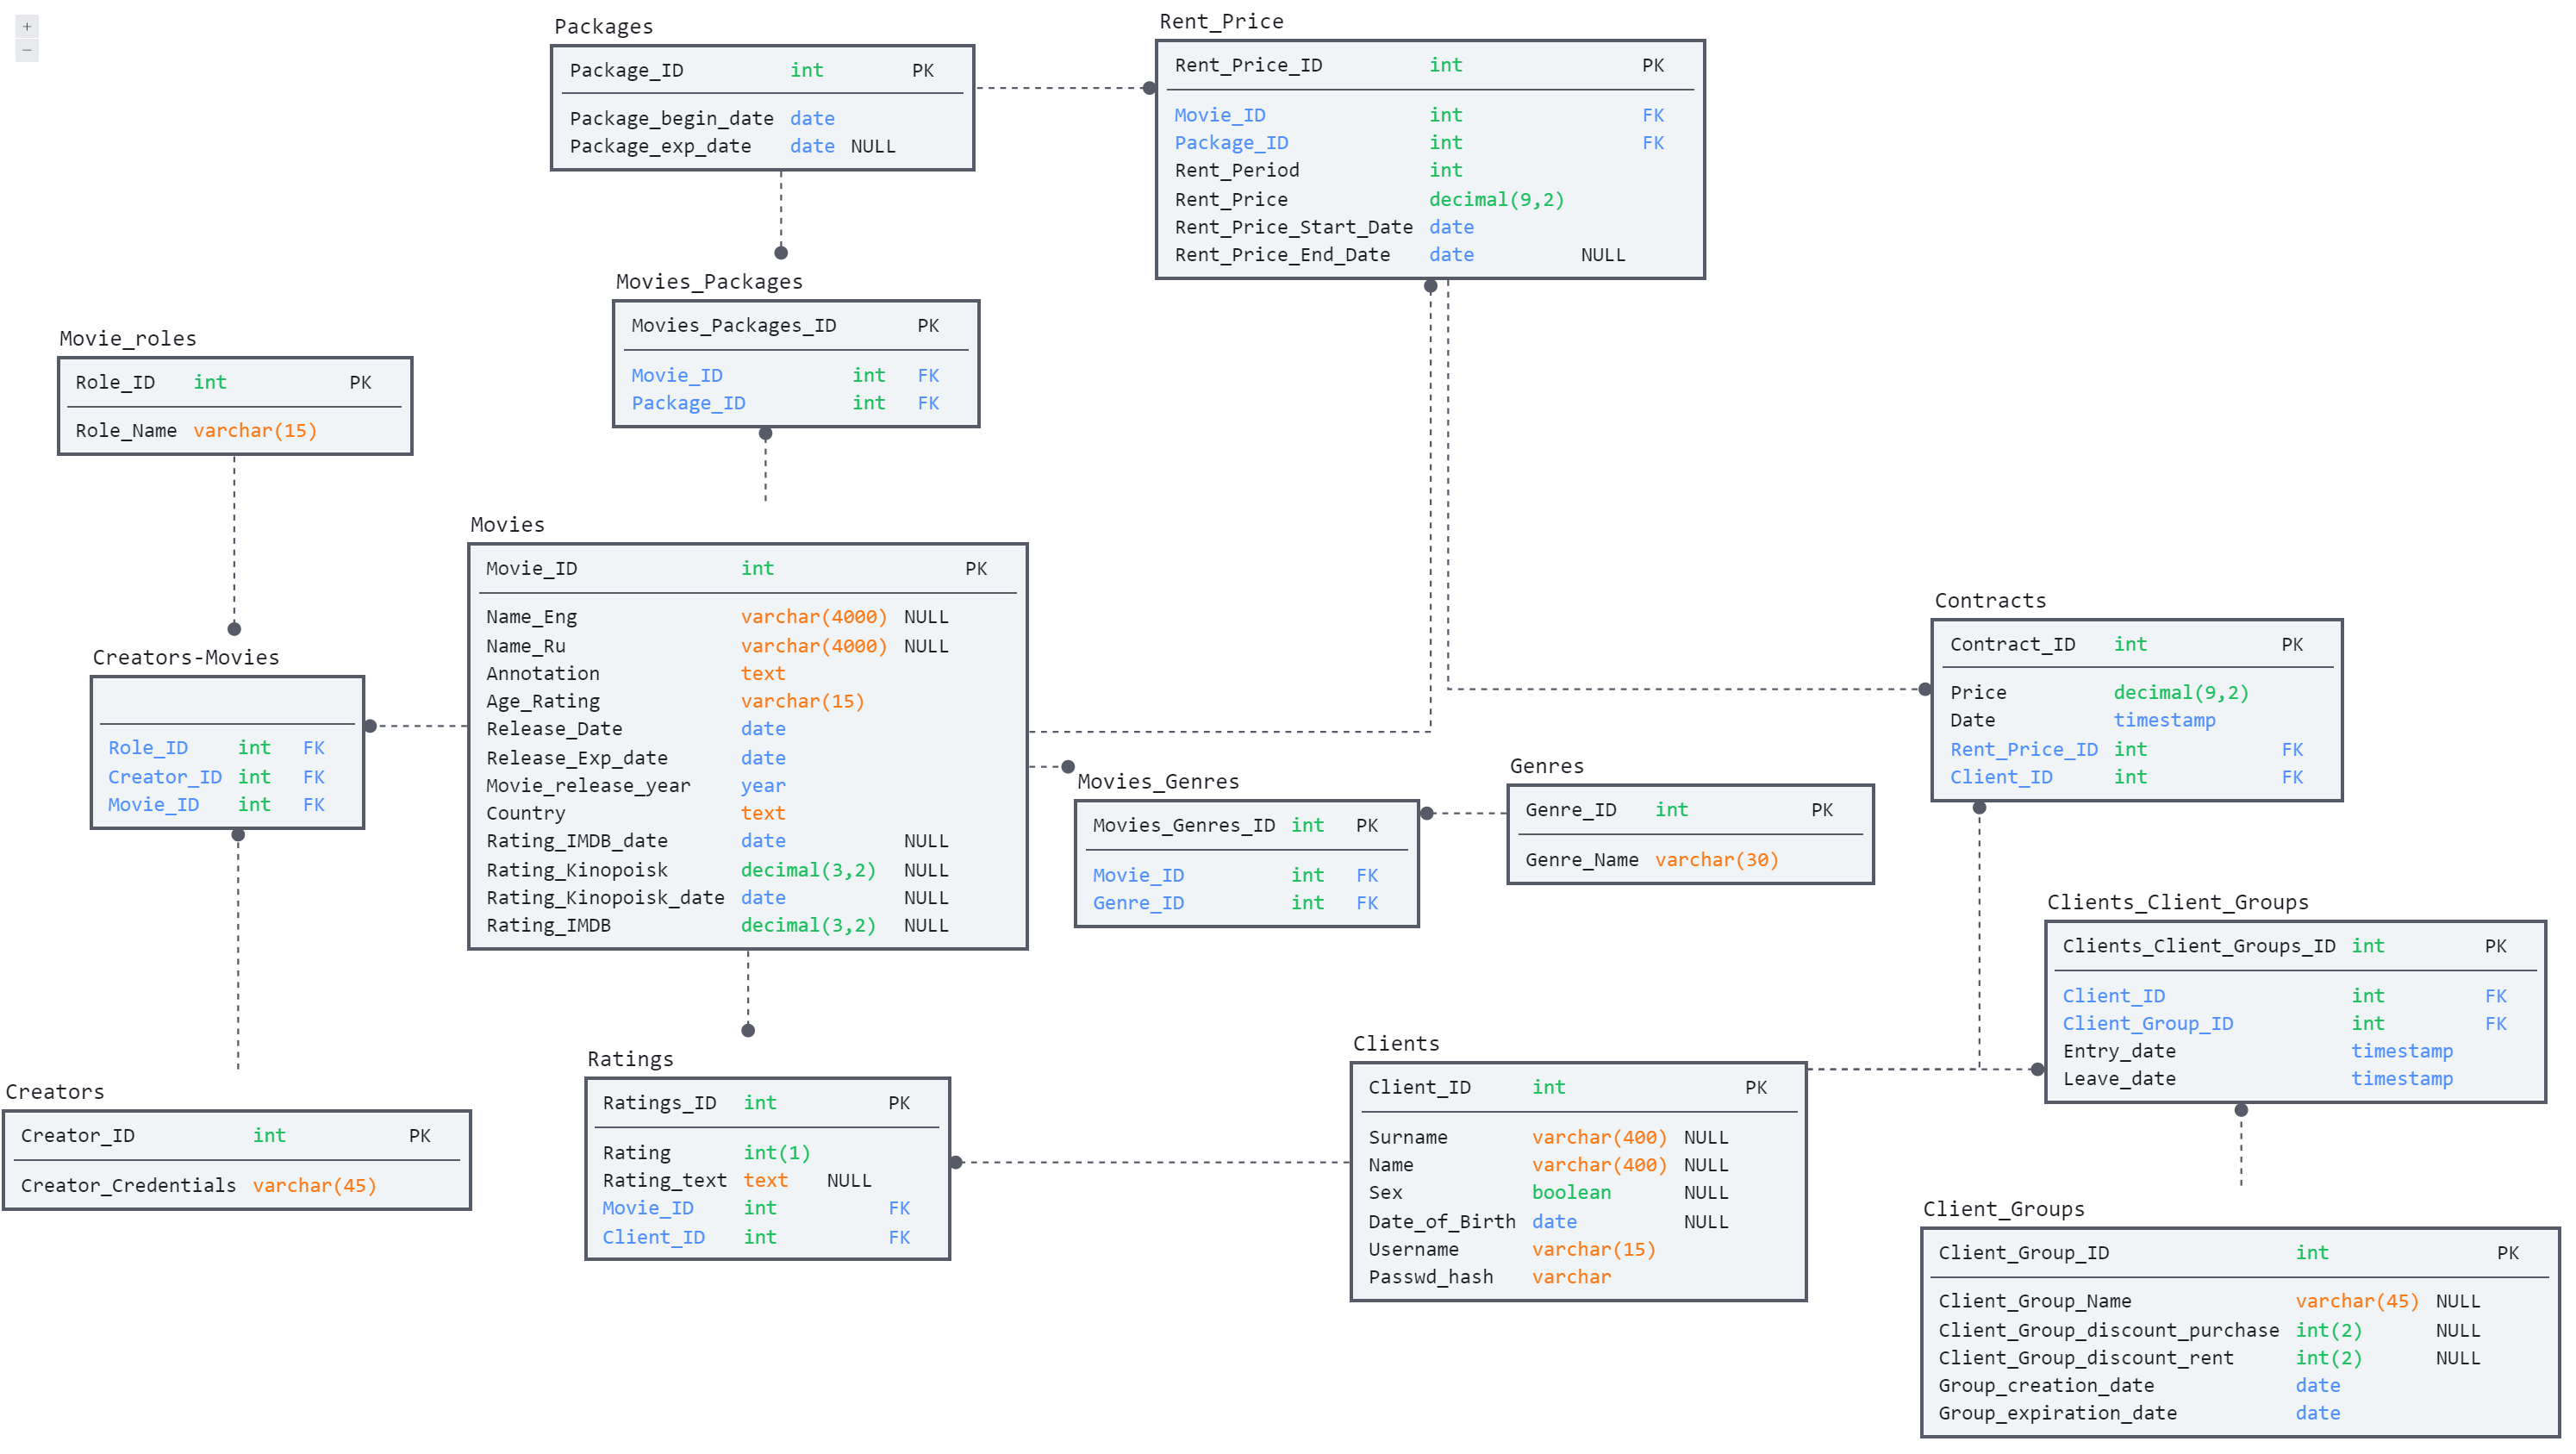 +
−
Packages
Package_ID int PK
Package_begin_date date
Package_exp_date date NULL
Rent_Price
Rent_Price_ID int PK
Movie_ID int FK
Package_ID int FK
Rent_Period int
Rent_Price decimal(9,2)
Rent_Price_Start_Date date
Rent_Price_End_Date date NULL
Movies_Packages
Movies_Packages_ID PK
Movie_ID int FK
Package_ID int FK
Movie_roles
Role_ID int PK
Role_Name varchar(15)
Movies
Movie_ID int PK
Name_Eng varchar(4000) NULL
Name_Ru varchar(4000) NULL
Annotation text
Age_Rating varchar(15)
Release_Date date
Release_Exp_date date
Movie_release_year year
Country text
Rating_IMDB_date date NULL
Rating_Kinopoisk decimal(3,2) NULL
Rating_Kinopoisk_date date NULL
Rating_IMDB decimal(3,2) NULL
Creators-Movies
Role_ID int FK
Creator_ID int FK
Movie_ID int FK
Contracts
Contract_ID int PK
Price decimal(9,2)
Date timestamp
Rent_Price_ID int FK
Client_ID int FK
Movies_Genres
Movies_Genres_ID int PK
Movie_ID int FK
Genre_ID int FK
Genres
Genre_ID int PK
Genre_Name varchar(30)
Clients_Client_Groups
Clients_Client_Groups_ID int PK
Client_ID int FK
Client_Group_ID int FK
Entry_date timestamp
Leave_date timestamp
Creators
Creator_ID int PK
Creator_Credentials varchar(45)
Ratings
Ratings_ID int PK
Rating int(1)
Rating_text text NULL
Movie_ID int FK
Client_ID int FK
Clients
Client_ID int PK
Surname varchar(400) NULL
Name varchar(400) NULL
Sex boolean NULL
Date_of_Birth date NULL
Username varchar(15)
Passwd_hash varchar
Client_Groups
Client_Group_ID int PK
Client_Group_Name varchar(45) NULL
Client_Group_discount_purchase int(2) NULL
Client_Group_discount_rent int(2) NULL
Group_creation_date date
Group_expiration_date date